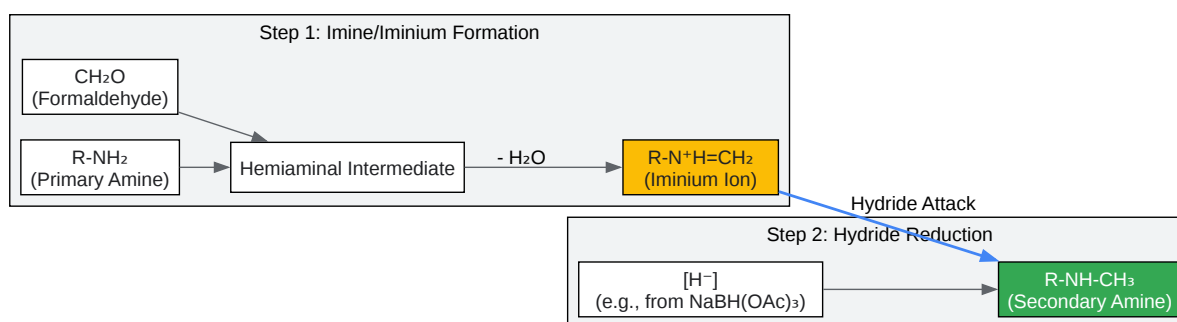 Step 1: Imine/Iminium Formation
CH₂O
(Formaldehyde)
R-NH₂
(Primary Amine)
Hemiaminal Intermediate
- H₂O
R-N⁺H=CH₂
(Iminium Ion)
Hydride Attack
Step 2: Hydride Reduction
[H⁻]
(e.g., from NaBH(OAc)₃)
R-NH-CH₃
(Secondary Amine)